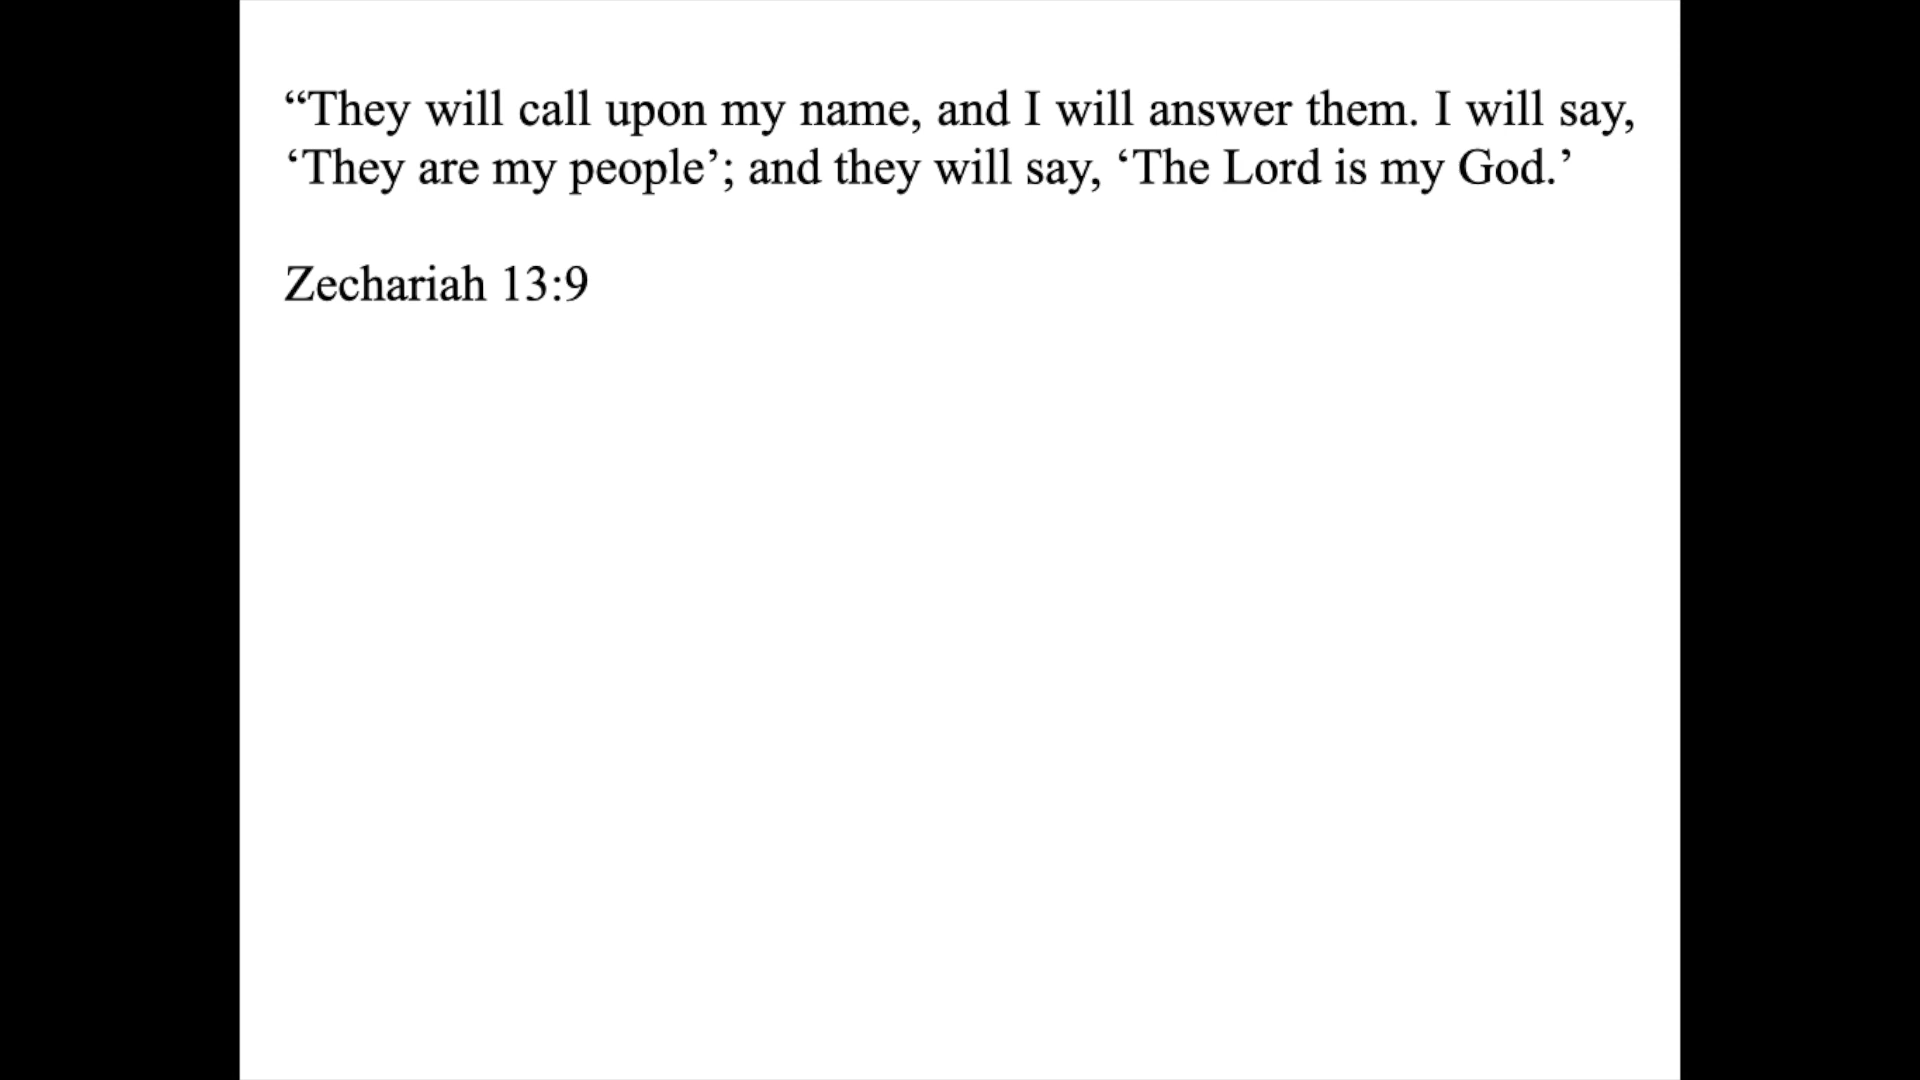 “They will call upon my name, and I will answer them. I will say,
‘They are my people’; and they will say, ‘The Lord is my God.’
Zechariah 13:9